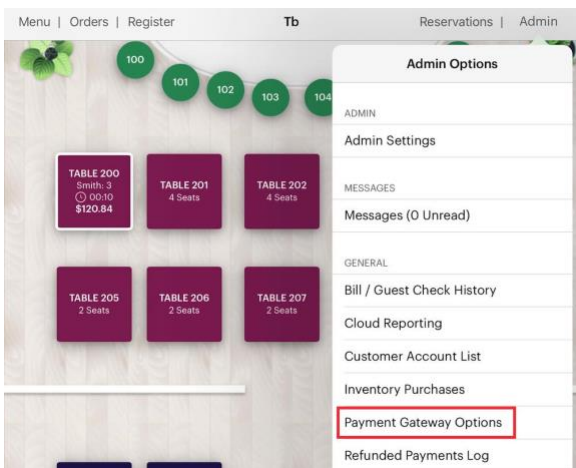 Menu | Orders | Register Tb Reservations | Admin
100
101
102
103
104
TABLE 200
Smith: 3
00:10
$120.84
TABLE 201
4 Seats
TABLE 202
4 Seats
TABLE 205
2 Seats
TABLE 206
2 Seats
TABLE 207
2 Seats
Admin Options
ADMIN
Admin Settings
MESSAGES
Messages (0 Unread)
GENERAL
Bill / Guest Check History
Cloud Reporting
Customer Account List
Inventory Purchases
Payment Gateway Options
Refunded Payments Log